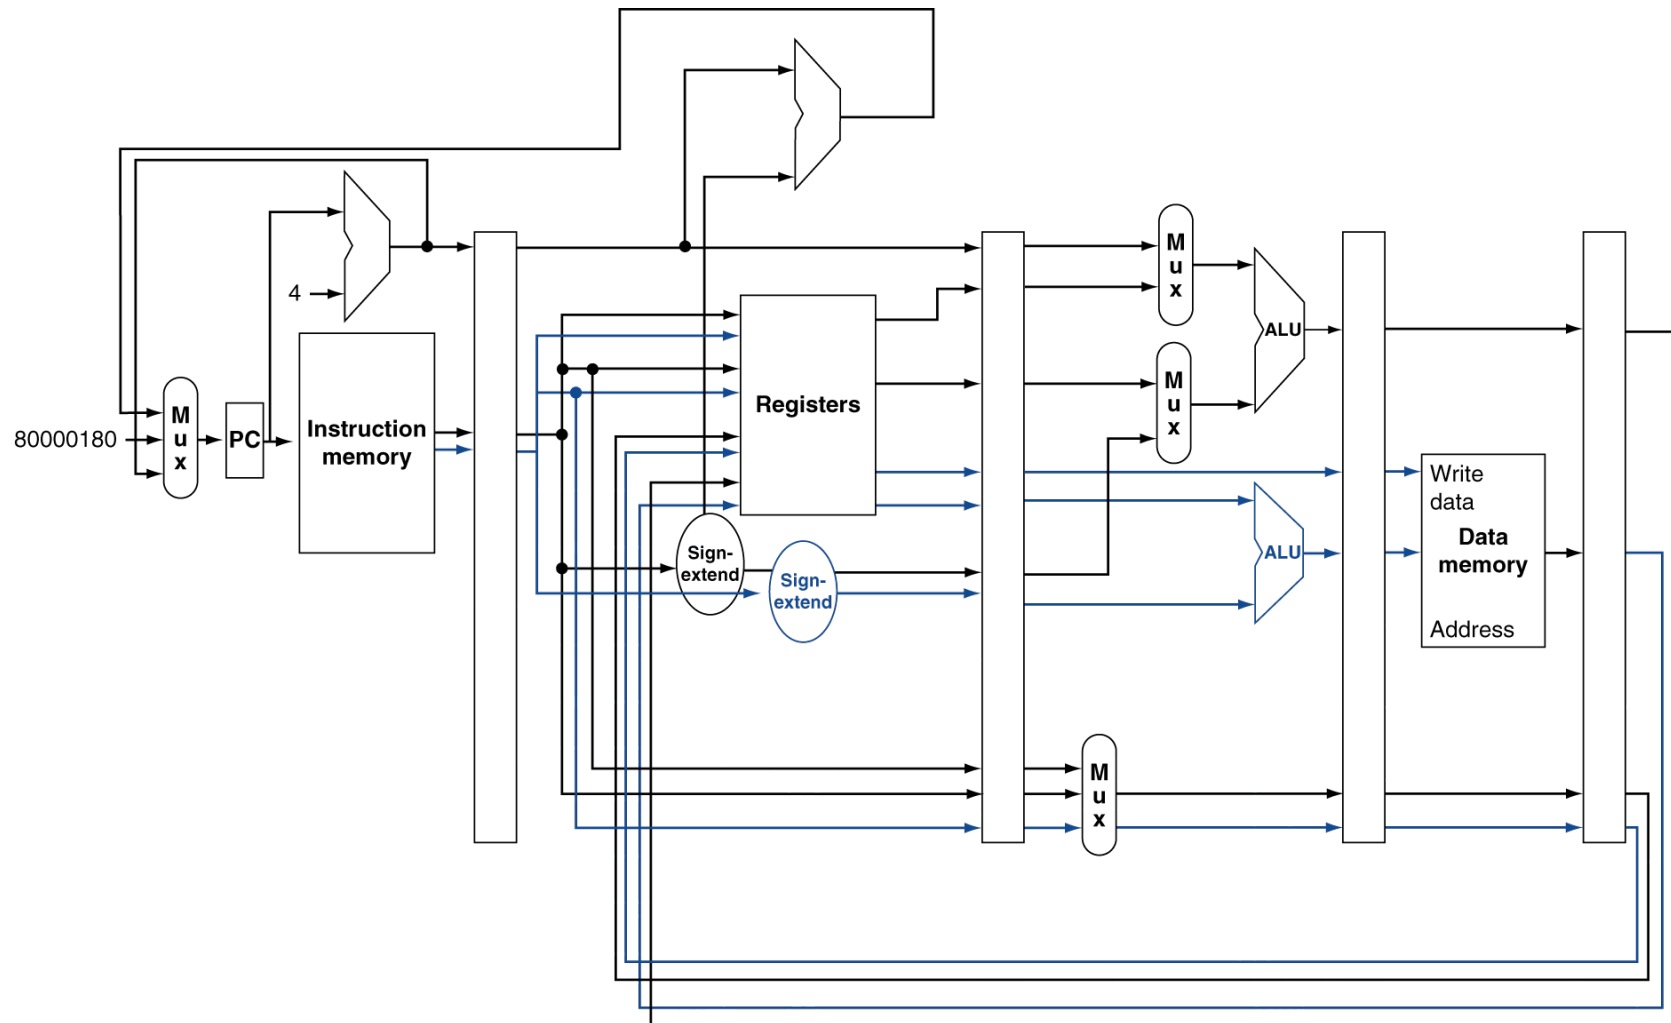 4
80000180
M
u
x
PC
Instruction
memory
Registers
Sign-
extend
Sign-
extend
M
u
x
M
u
x
ALU
ALU
M
u
x
Write
data
Data
memory
Address